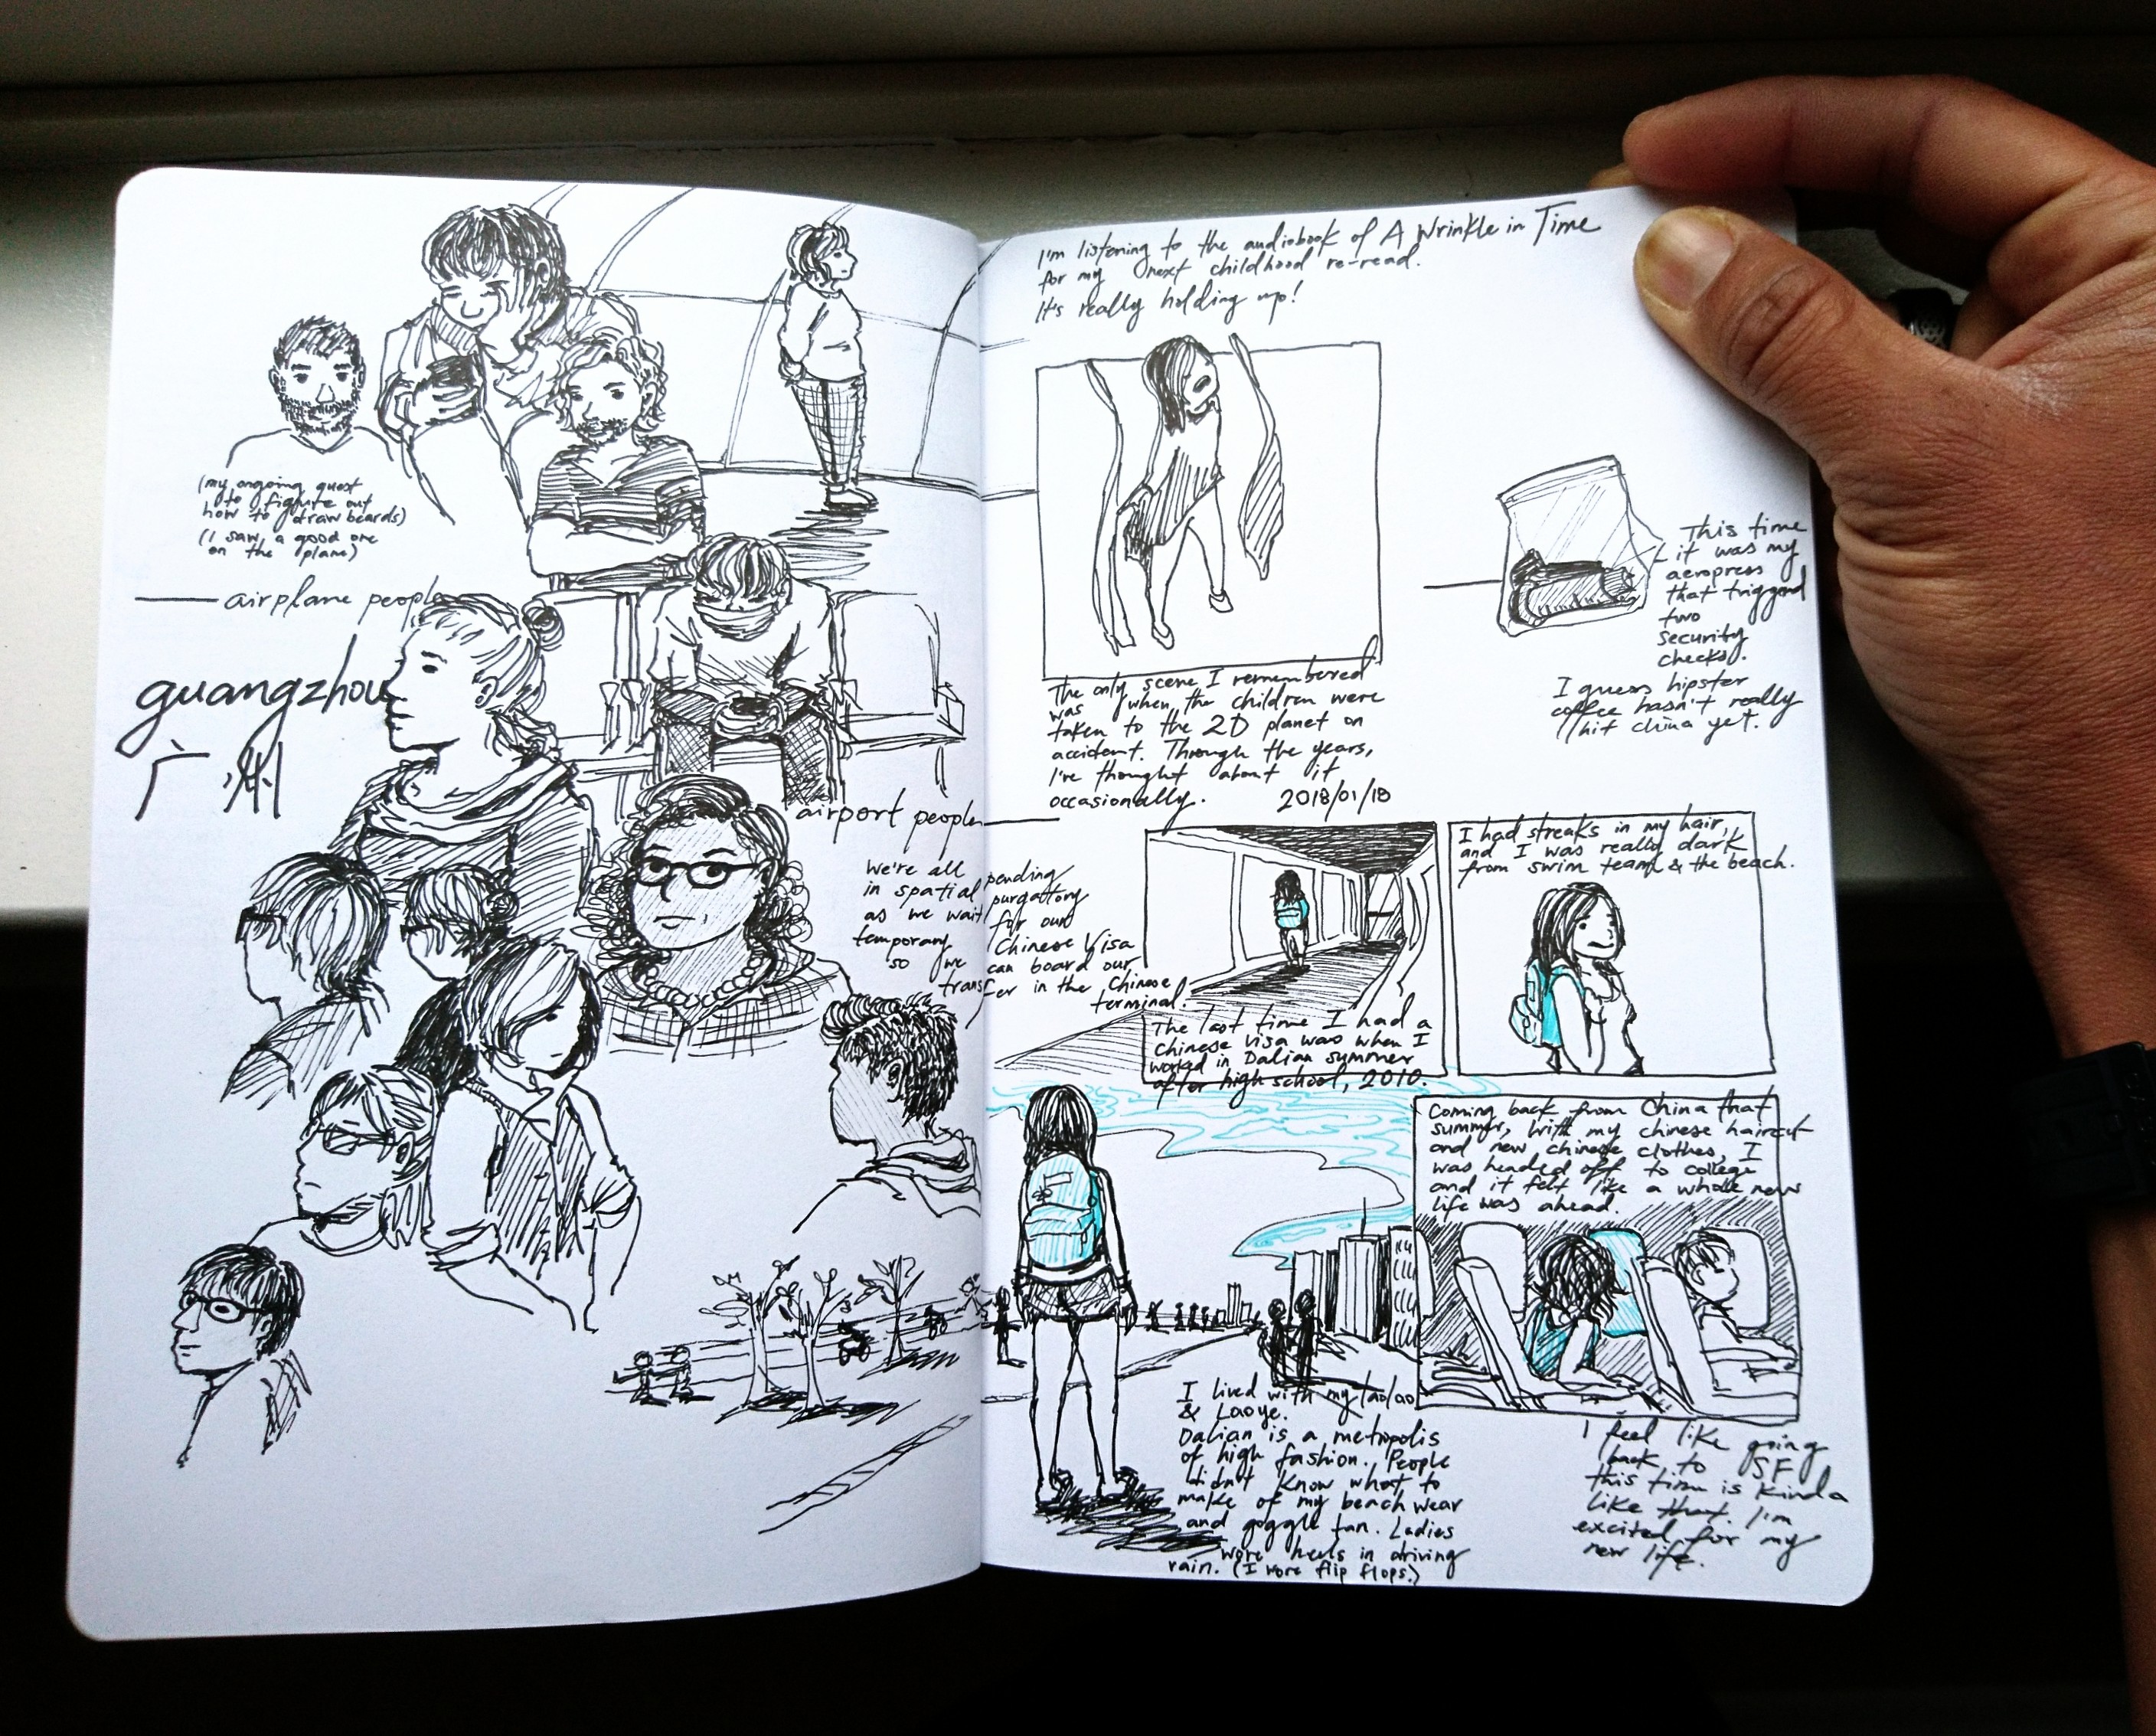 (my ongoing quest
to figure out
how to draw beards)
(I saw a good one
on the plane)
airplane people
guangzhou
广州
airport people
We're all pending
in spatial purgatory
as we wait for our
temporary Chinese Visa
so we can board our
transfer in the Chinese
terminal.
I'm listening to the audiobook of A Wrinkle in Time
for my next childhood re-read.
It's really holding up!
The only scene I remembered
was when the children were
taken to the 2D planet on
accident. Through the years,
I've thought about it
occasionally. 2018/01/18
This time
it was my
aeropress
that triggered
two
security
checks.
I guess hipster
coffee hasn't really
hit china yet.
The last time I had a
Chinese Visa was when I
worked in Dalian summer
after high school, 2010.
I had streaks in my hair,
and I was really dark
from swim team & the beach.
Coming back from China that
summer, with my chinese haircut
and new chinese clothes, I
was headed off to college
and it felt like a whole new
life was ahead.
I lived with my laolao
& Laoye.
Dalian is a metropolis
of high fashion. People
didn't know what to
make of my beach wear
and goggle tan. Ladies
wore heels in driving
rain. (I wore flip flops.)
I feel like going
back to SF
this time is kinda
like that. I'm
excited for my
new life.